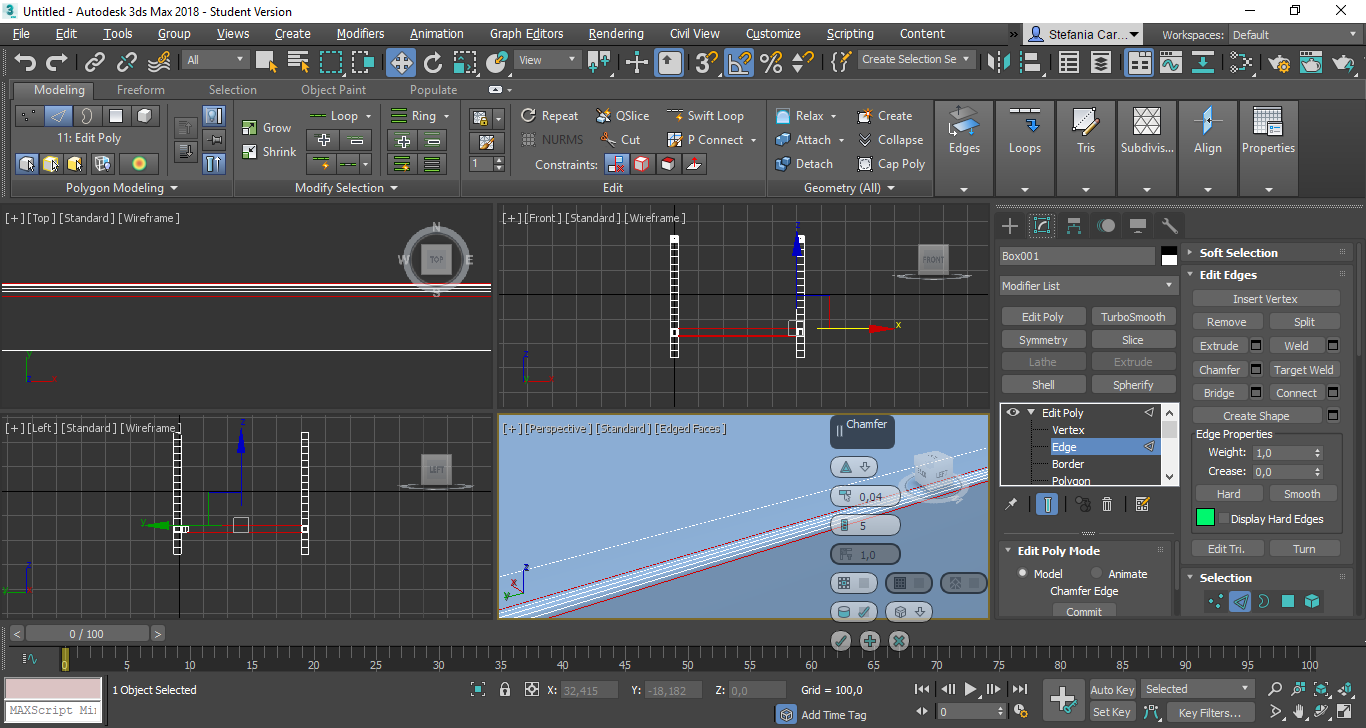 Untitled - Autodesk 3ds Max 2018 - Student Version
File Edit Tools Group Views Create Modifiers Animation Graph Editors Rendering Civil View Customize Scripting Content » Stefania Car... Workspaces: Default
All View Create Selection Se
Modeling Freeform Selection Object Paint Populate
11: Edit Poly
Polygon Modeling
Grow
Shrink
Loop
Ring
Modify Selection
1
Repeat QSlice Swift Loop
NURMS Cut P Connect
Constraints:
Edit
Relax Create
Attach Collapse
Detach Cap Poly
Geometry (All)
Edges Loops Tris Subdivis... Align Properties
[+] [Top] [Standard] [Wireframe]
N
W TOP E
S
y
z x
[+] [Front] [Standard] [Wireframe]
FRONT
z
x
z
y x
[+] [Left] [Standard] [Wireframe]
LEFT
z
y
z
y x
[+] [Perspective] [Standard] [Edged Faces]
LEFT
z
x
y
Chamfer
0,04
5
1,0
Box001
Modifier List
Edit Poly TurboSmooth
Symmetry Slice
Lathe Extrude
Shell Spherify
Edit Poly
Vertex
Edge
Border
Polygon
Edit Poly Mode
Model Animate
Chamfer Edge
Commit
Soft Selection
Edit Edges
Insert Vertex
Remove Split
Extrude Weld
Chamfer Target Weld
Bridge Connect
Create Shape
Edge Properties
Weight: 1,0
Crease: 0,0
Hard Smooth
Display Hard Edges
Edit Tri. Turn
Selection
< 0 / 100 >
0 5 10 15 20 25 30 35 40 45 50 55 60 65 70 75 80 85 90 95 100
MAXScript Mi
1 Object Selected
X: 32,415 Y: -18,182 Z: 0,0 Grid = 100,0
Add Time Tag
0
Auto Key Selected
Set Key Key Filters...